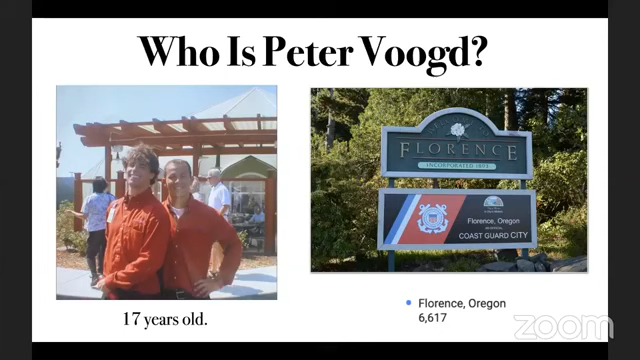 Who Is Peter Voogd?
FLORENCE
INCORPORATED 1893
Florence, Oregon
COAST GUARD CITY
17 years old.
Florence, Oregon
6,617
zoom